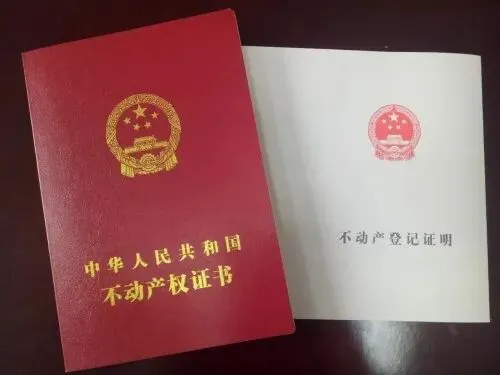 中华人民共和国
不动产权证书
不动产登记证明